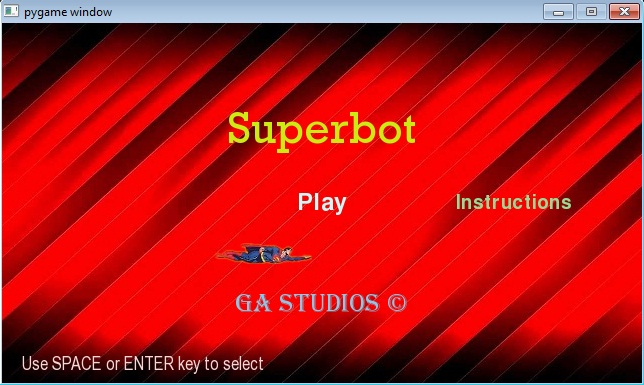 pygame window
Superbot
Play
Instructions
GA STUDIOS ©
Use SPACE or ENTER key to select